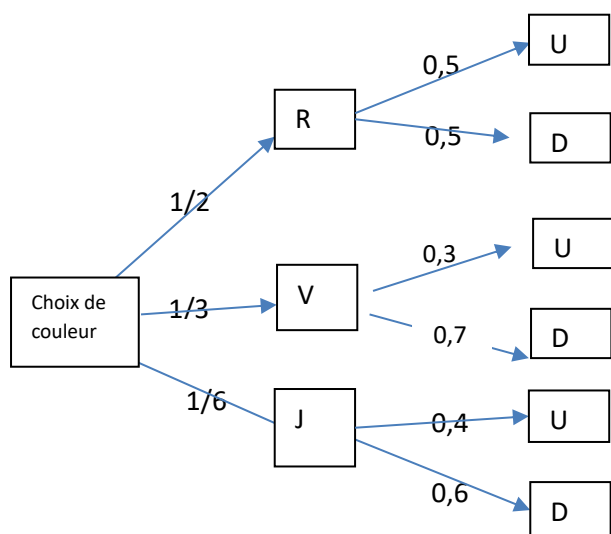 U
0,5
R
0,5
D
1/2
0,3
U
Choix de
couleur
1/3
V
0,7
D
1/6
J
0,4
U
0,6
D